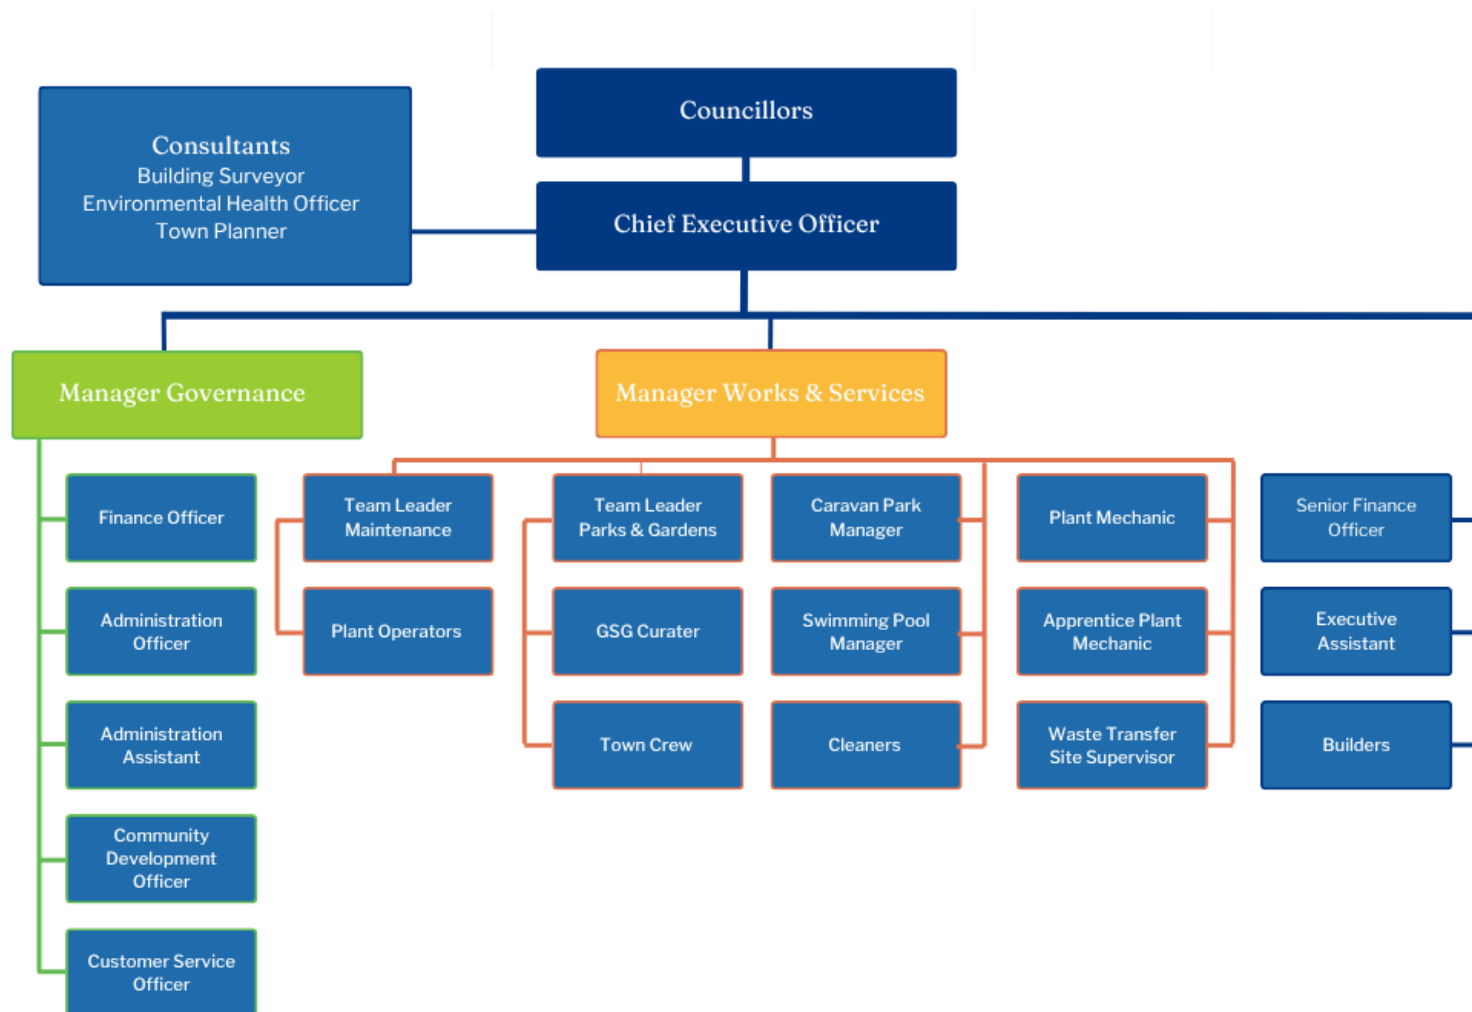 Councillors
Consultants
Building Surveyor
Environmental Health Officer
Town Planner
Chief Executive Officer
Manager Governance
Manager Works & Services
Finance Officer
Administration
Officer
Administration
Assistant
Community
Development
Officer
Customer Service
Officer
Team Leader
Maintenance
Plant Operators
Team Leader
Parks & Gardens
GSG Curater
Town Crew
Caravan Park
Manager
Swimming Pool
Manager
Cleaners
Plant Mechanic
Apprentice Plant
Mechanic
Waste Transfer
Site Supervisor
Senior Finance
Officer
Executive
Assistant
Builders